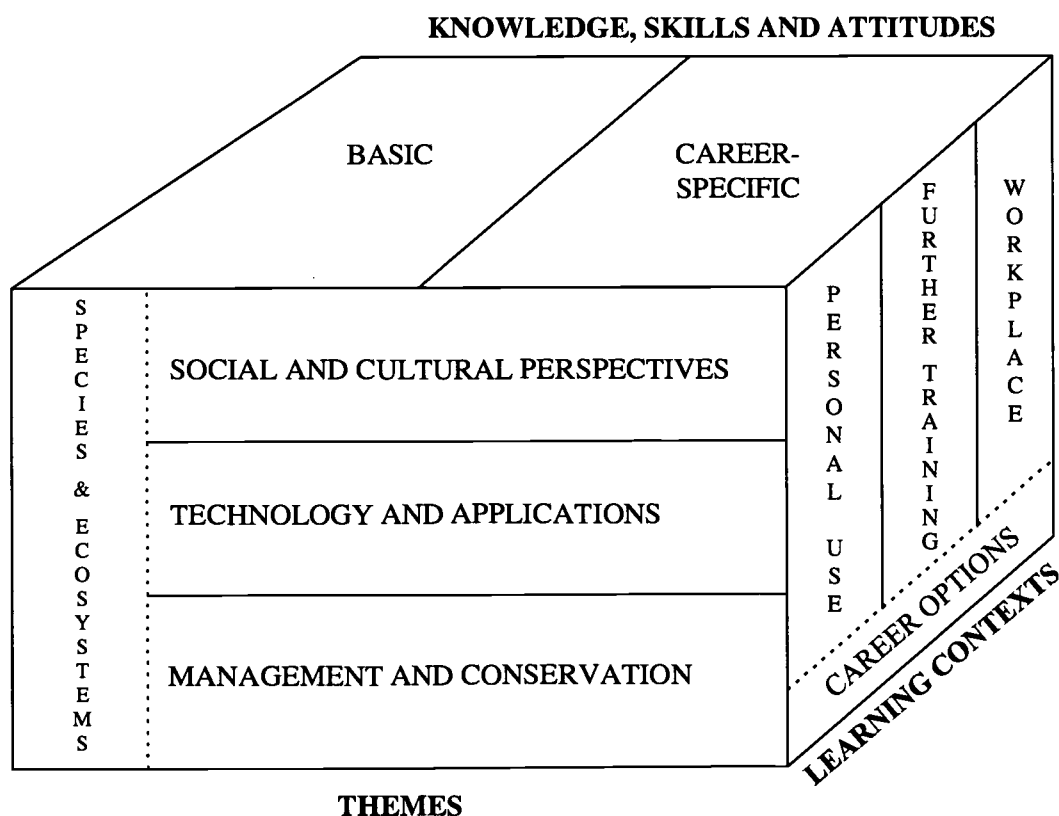 KNOWLEDGE, SKILLS AND ATTITUDES
BASIC
CAREER-
SPECIFIC
SPECIES & ECOSYSTEMS
SOCIAL AND CULTURAL PERSPECTIVES
TECHNOLOGY AND APPLICATIONS
MANAGEMENT AND CONSERVATION
PERSONAL USE
FURTHER TRAINING
WORKPLACE
CAREER OPTIONS
LEARNING CONTEXTS
THEMES